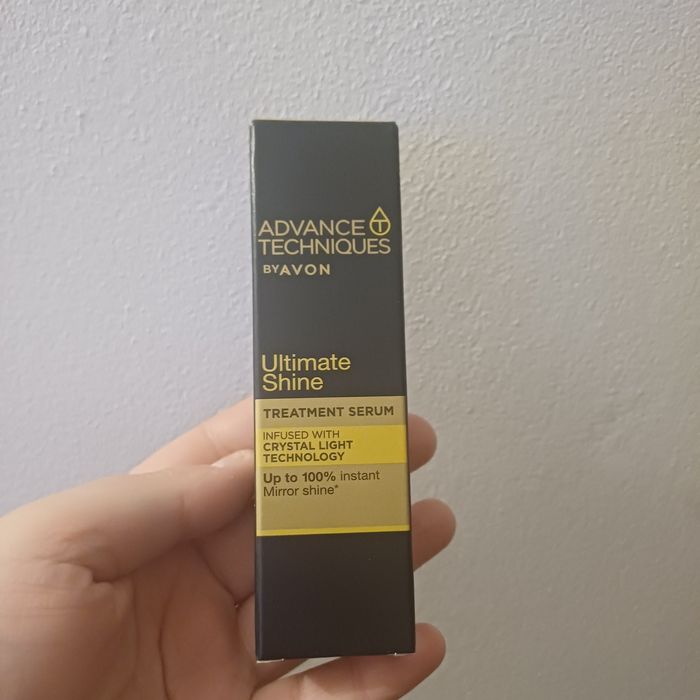 ADVANCE T
TECHNIQUES
BY AVON
Ultimate
Shine
TREATMENT SERUM
INFUSED WITH
CRYSTAL LIGHT
TECHNOLOGY
Up to 100% instant
Mirror shine*